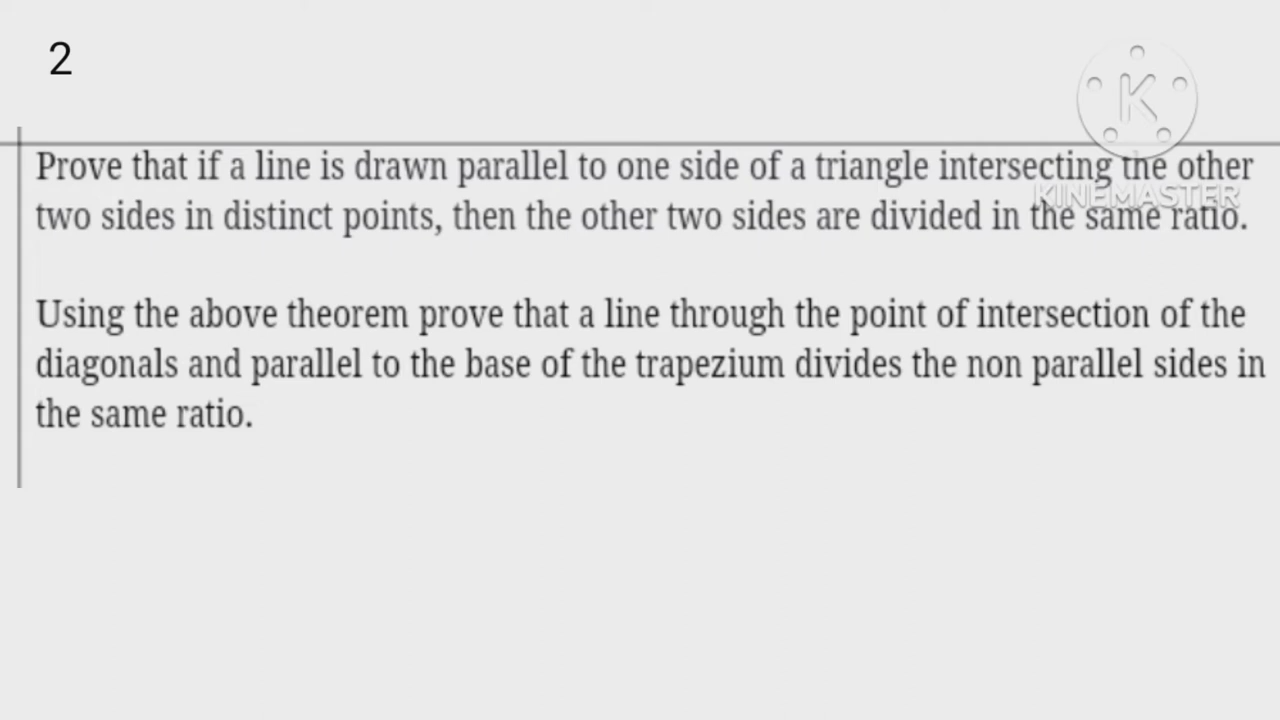 2
K
KINEMASTER
Prove that if a line is drawn parallel to one side of a triangle intersecting the other
two sides in distinct points, then the other two sides are divided in the same ratio.
Using the above theorem prove that a line through the point of intersection of the
diagonals and parallel to the base of the trapezium divides the non parallel sides in
the same ratio.